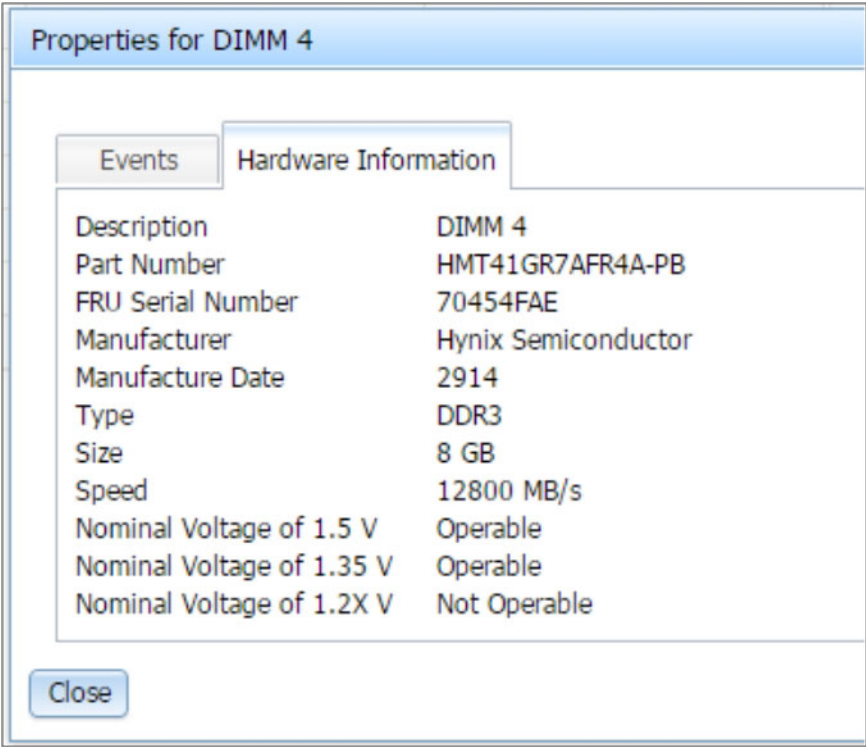 Properties for DIMM 4
Events Hardware Information
Description DIMM 4
Part Number HMT41GR7AFR4A-PB
FRU Serial Number 70454FAE
Manufacturer Hynix Semiconductor
Manufacture Date 2914
Type DDR3
Size 8 GB
Speed 12800 MB/s
Nominal Voltage of 1.5 V Operable
Nominal Voltage of 1.35 V Operable
Nominal Voltage of 1.2X V Not Operable
Close